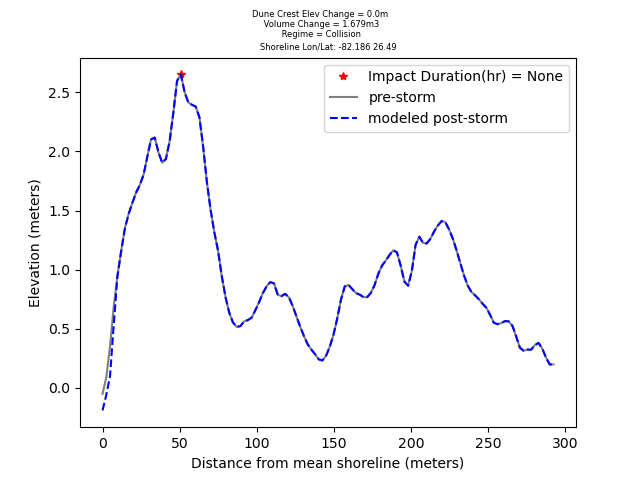 Dune Crest Elev Change = 0.0m
Volume Change = 1.679m3
Regime = Collision
Shoreline Lon/Lat: -82.186 26.49
Impact Duration(hr) = None
pre-storm
modeled post-storm
Elevation (meters)
2.5
2.0
1.5
1.0
0.5
0.0
0 50 100 150 200 250 300
Distance from mean shoreline (meters)